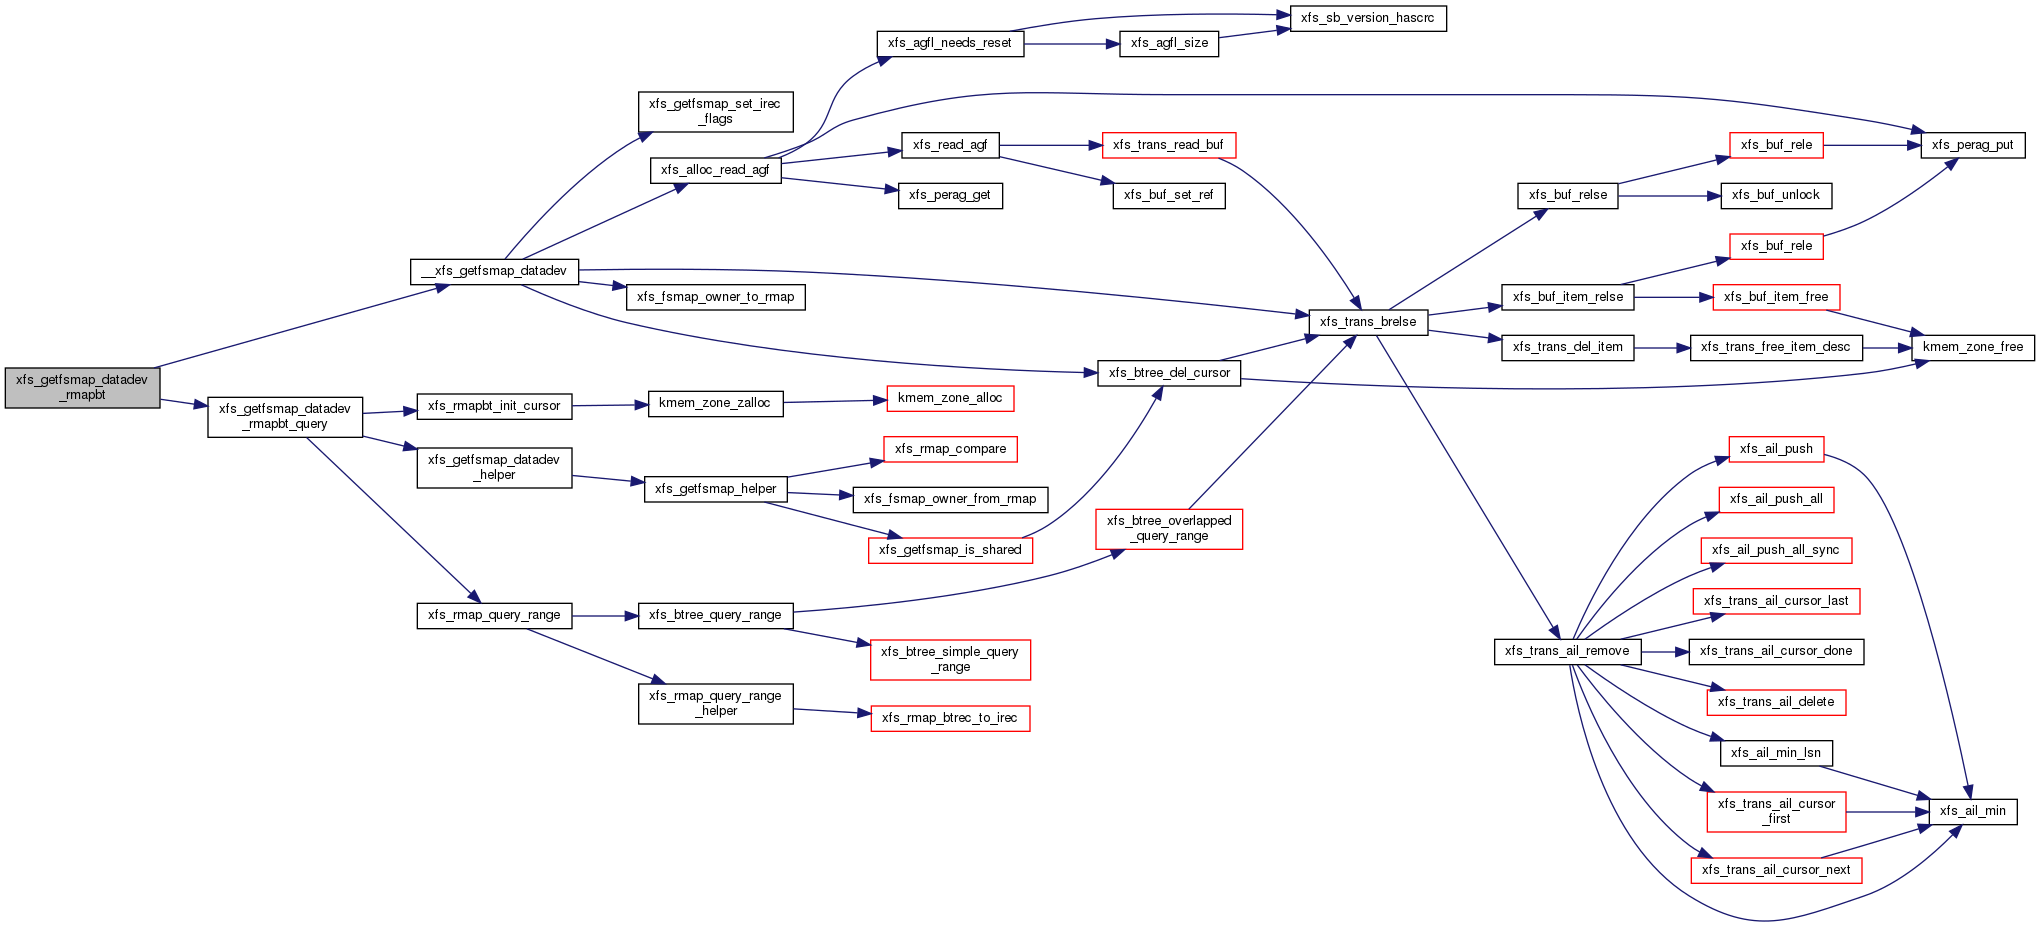 xfs_getfsmap_datadev
_rmapbt
xfs_getfsmap_datadev
_rmapbt_query
__xfs_getfsmap_datadev
xfs_rmapbt_init_cursor
xfs_getfsmap_datadev
_helper
xfs_rmap_query_range
xfs_getfsmap_set_irec
_flags
xfs_alloc_read_agf
xfs_fsmap_owner_to_rmap
kmem_zone_zalloc
xfs_getfsmap_helper
xfs_btree_query_range
xfs_rmap_query_range
_helper
xfs_agfl_needs_reset
xfs_read_agf
xfs_perag_get
kmem_zone_alloc
xfs_rmap_compare
xfs_fsmap_owner_from_rmap
xfs_getfsmap_is_shared
xfs_btree_simple_query
_range
xfs_rmap_btrec_to_irec
xfs_agfl_size
xfs_trans_read_buf
xfs_buf_set_ref
xfs_btree_del_cursor
xfs_btree_overlapped
_query_range
xfs_sb_version_hascrc
xfs_trans_brelse
xfs_buf_relse
xfs_buf_item_relse
xfs_trans_del_item
xfs_trans_ail_remove
xfs_buf_rele
xfs_buf_unlock
xfs_buf_rele
xfs_buf_item_free
xfs_trans_free_item_desc
xfs_ail_push
xfs_ail_push_all
xfs_ail_push_all_sync
xfs_trans_ail_cursor_last
xfs_trans_ail_cursor_done
xfs_trans_ail_delete
xfs_ail_min_lsn
xfs_trans_ail_cursor
_first
xfs_trans_ail_cursor_next
xfs_perag_put
kmem_zone_free
xfs_ail_min